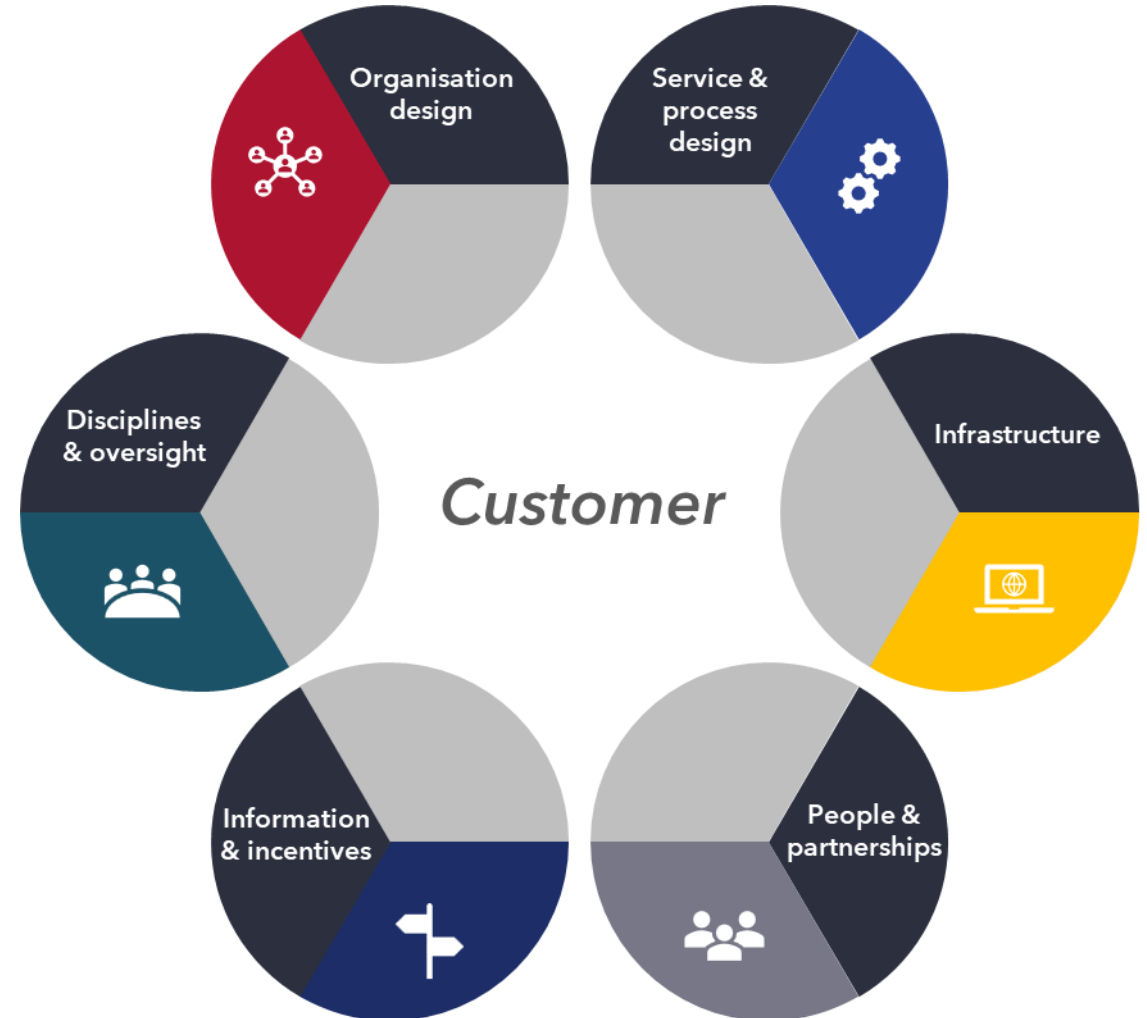 Organisation
design
Service &
process
design
Disciplines
& oversight
Customer
Infrastructure
Information
& incentives
People &
partnerships